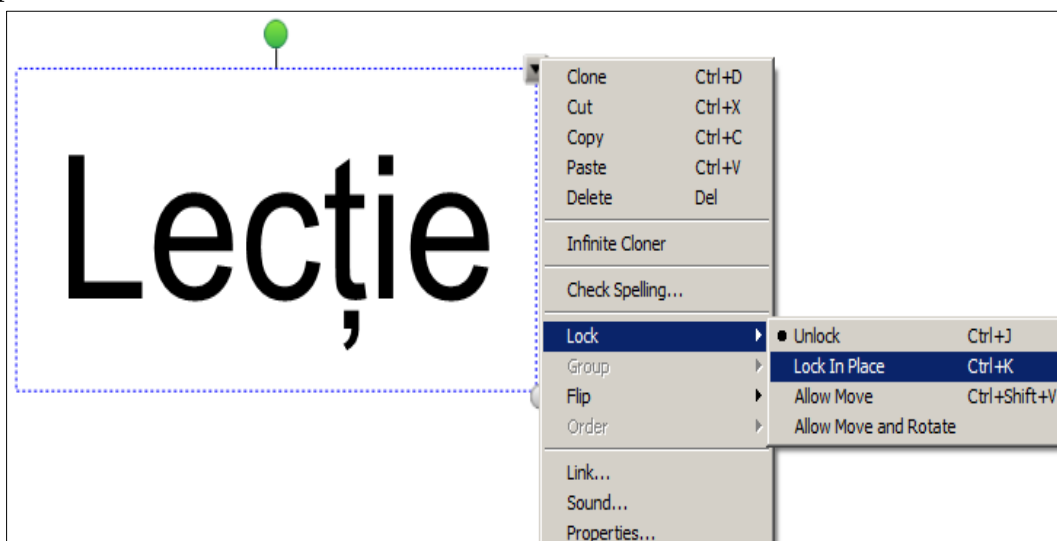 Lecție
Clone Ctrl+D
Cut Ctrl+X
Copy Ctrl+C
Paste Ctrl+V
Delete Del
Infinite Cloner
Check Spelling...
Lock
Group
Flip
Order
Link...
Sound...
Properties...
Unlock Ctrl+J
Lock In Place Ctrl+K
Allow Move Ctrl+Shift+V
Allow Move and Rotate